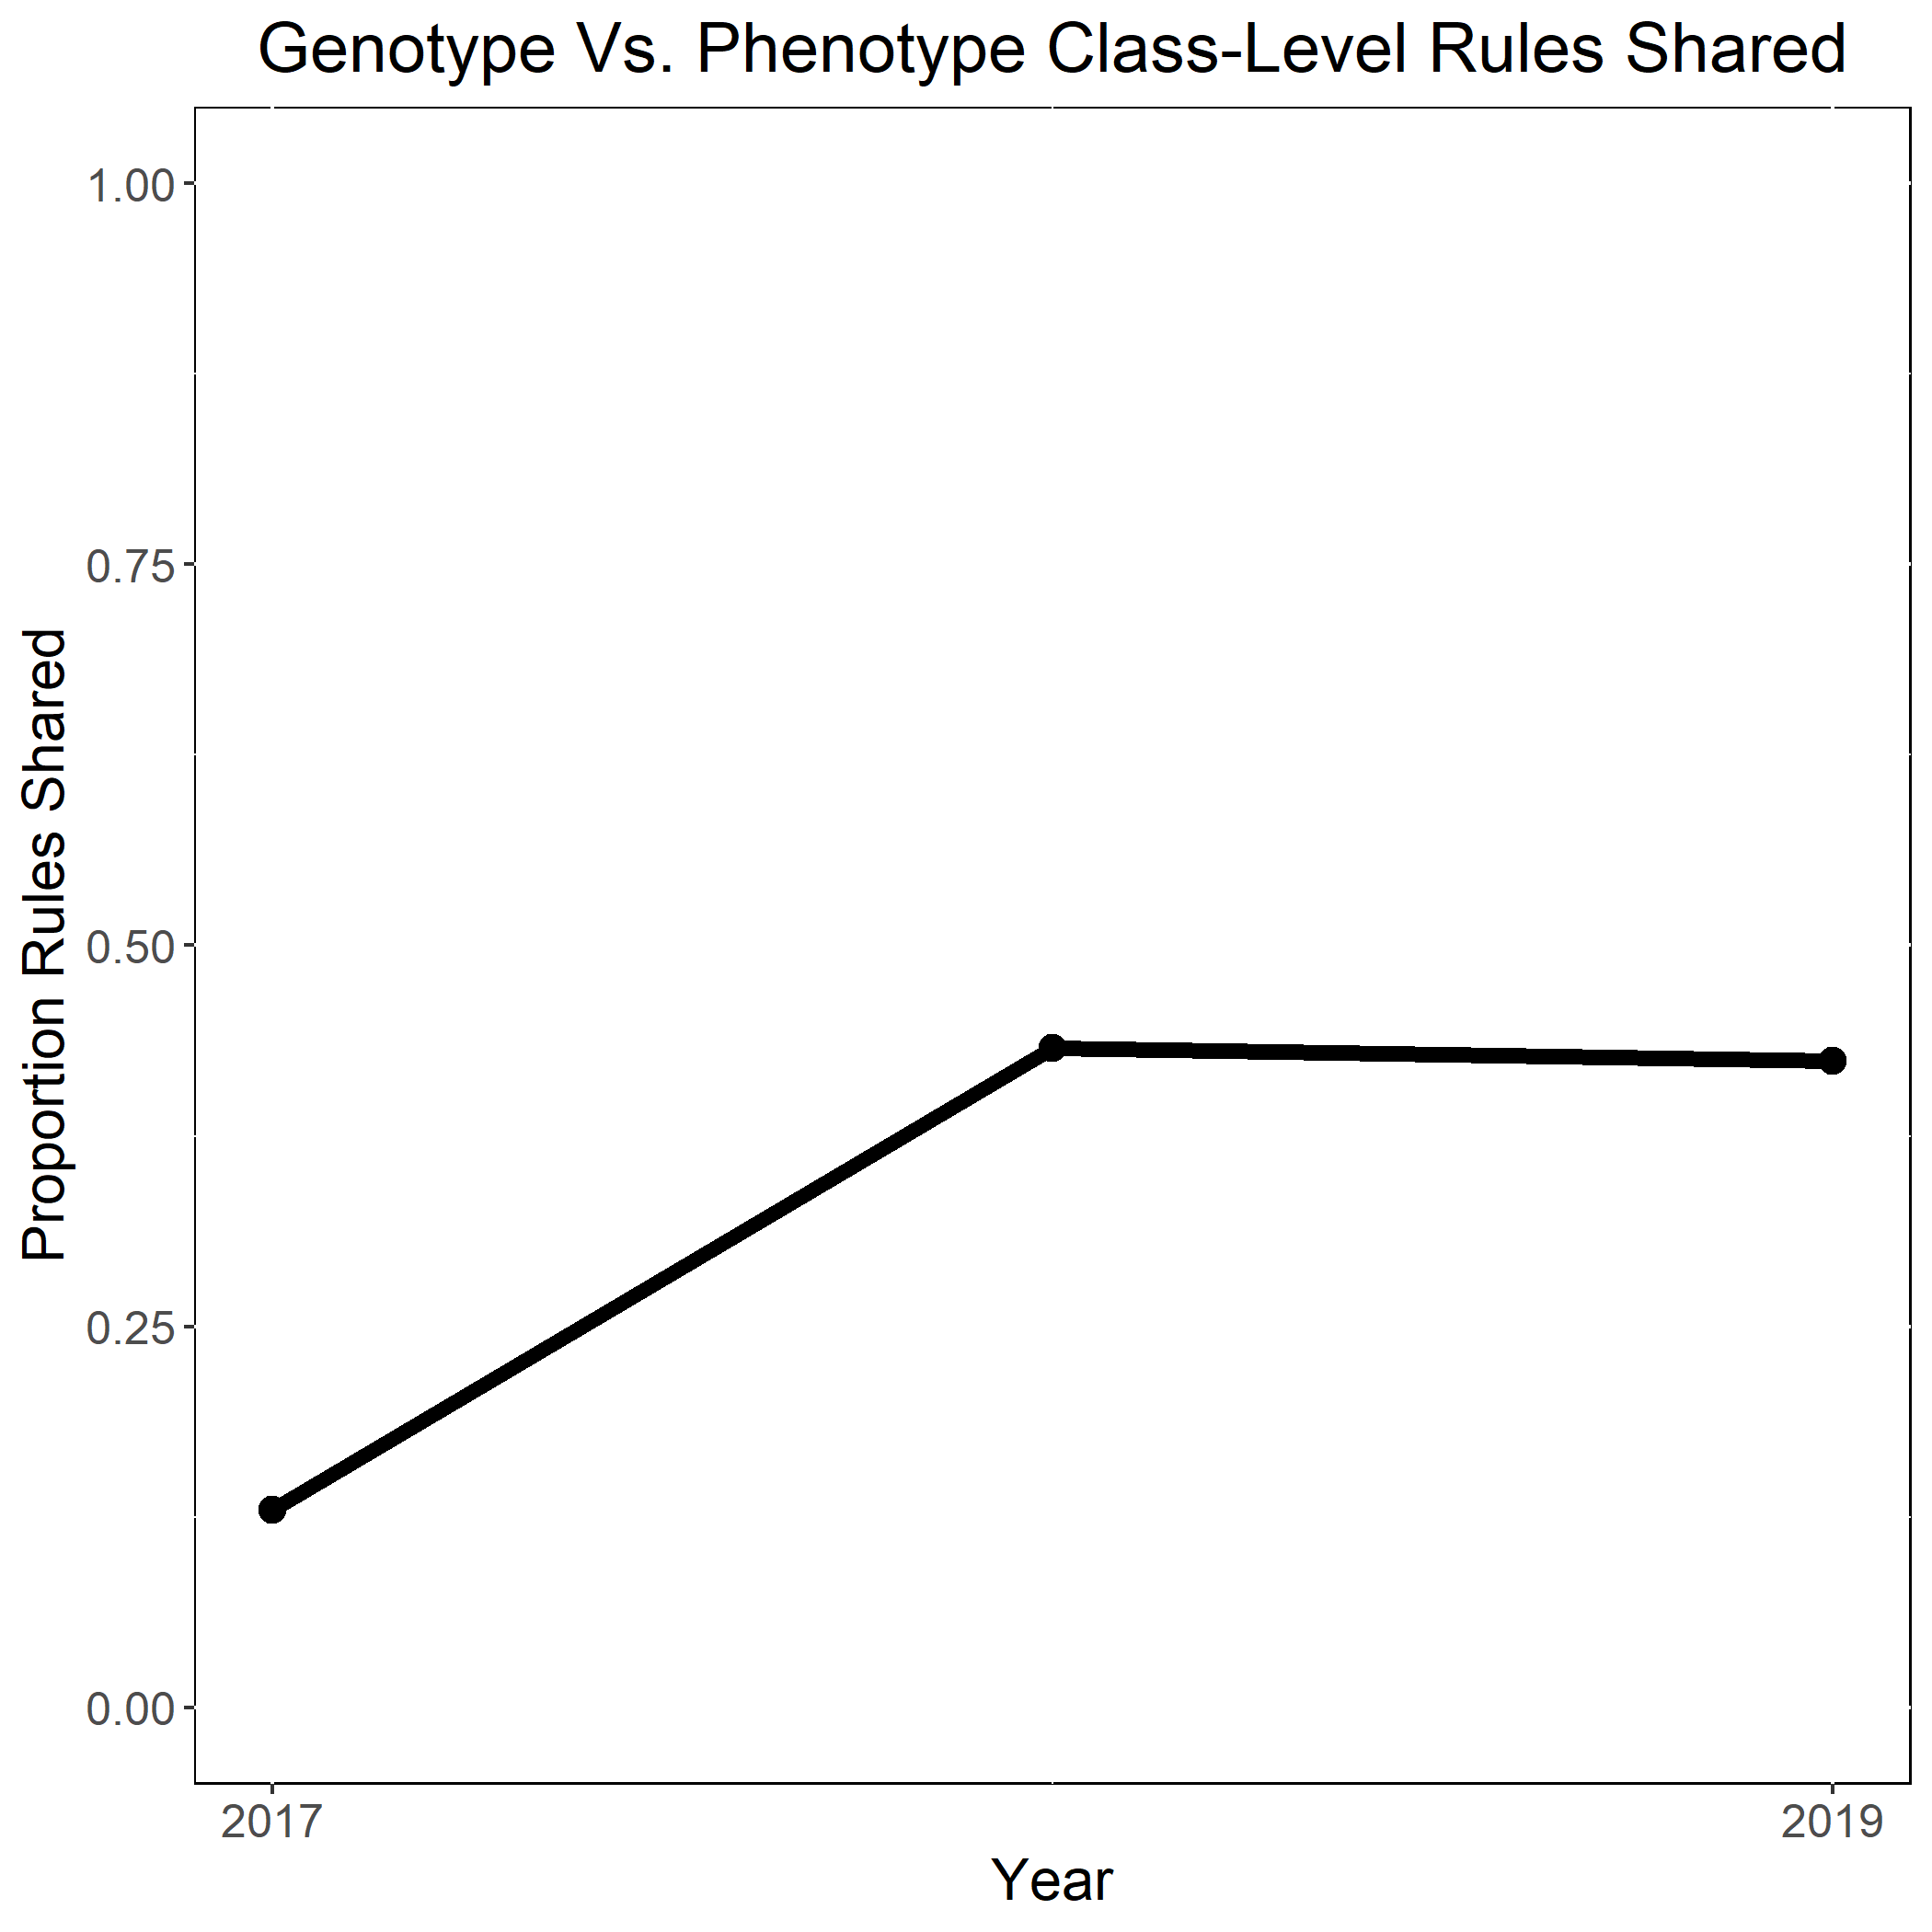 Genotype Vs. Phenotype Class-Level Rules Shared
Proportion Rules Shared
1.00
0.75
0.50
0.25
0.00
2017
2019
Year